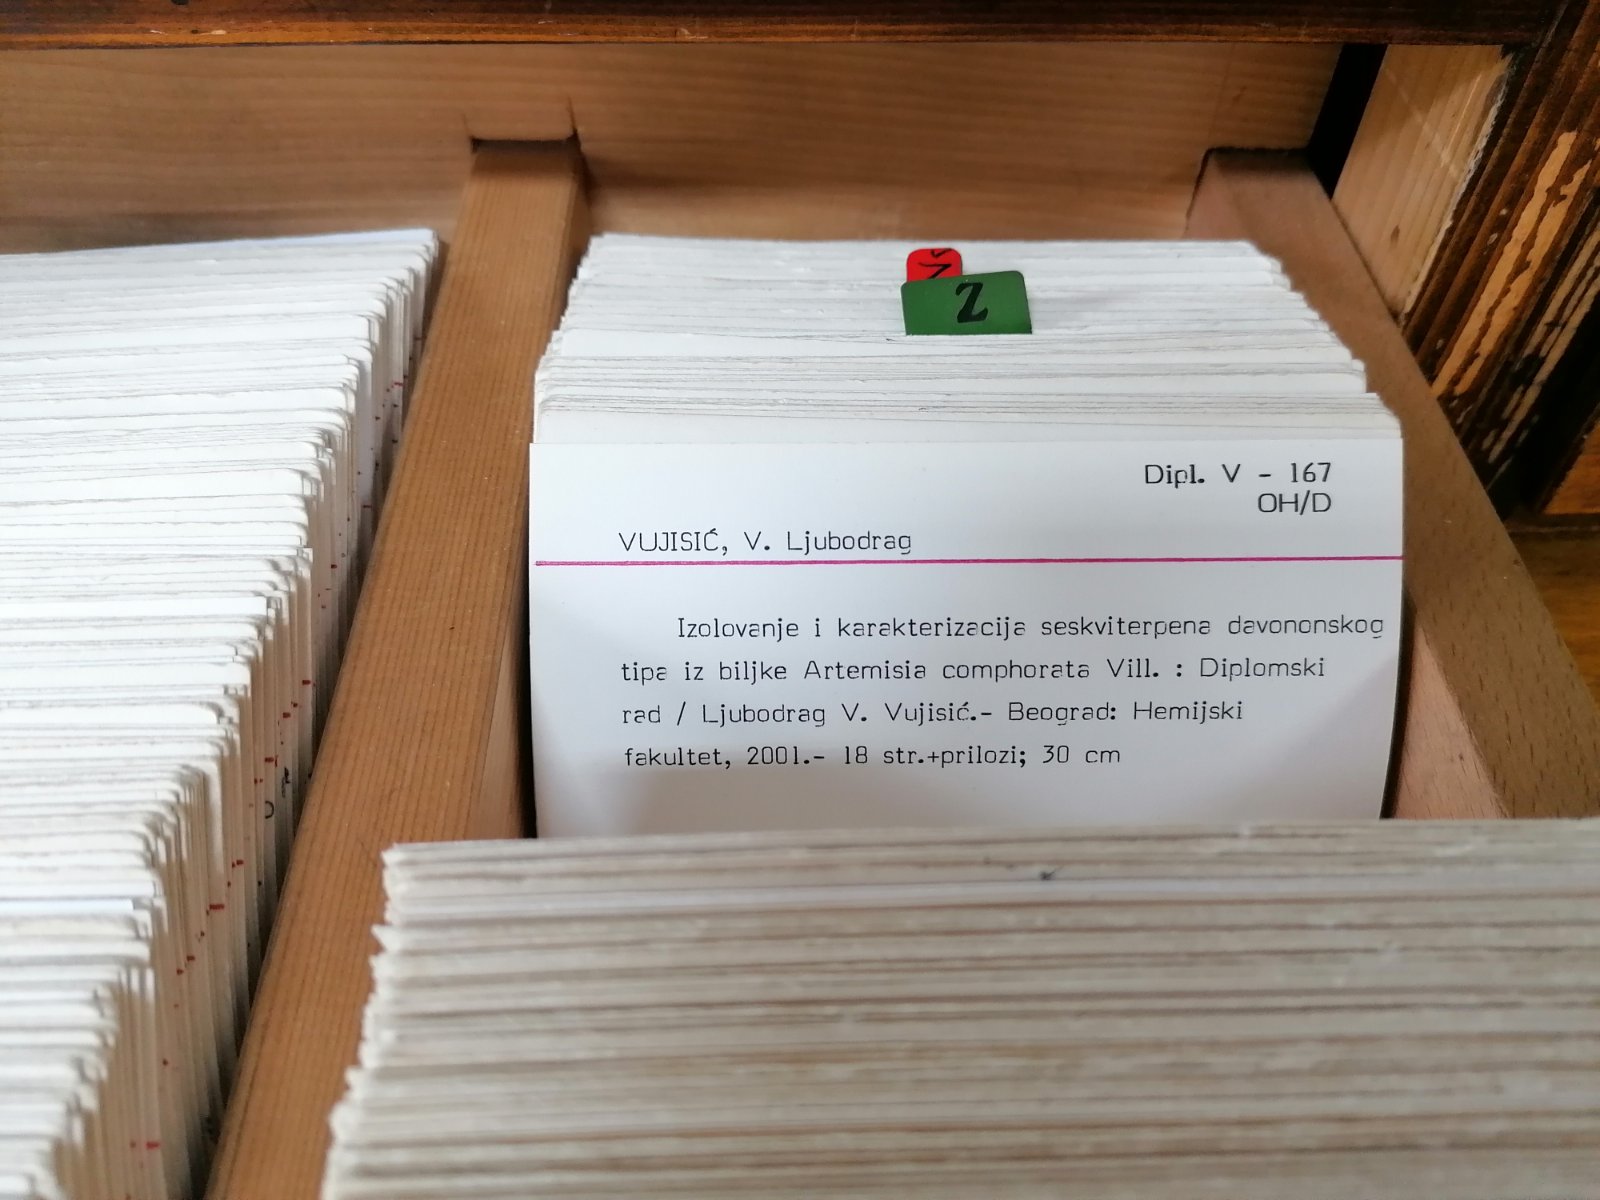 Ž
Z
Dipl. V - 167
OH/D
VUJISIĆ, V. Ljubodrag
Izolovanje i karakterizacija seskviterpena davononskog
tipa iz biljke Artemisia comphorata Vill. : Diplomski
rad / Ljubodrag V. Vujisić.- Beograd: Hemijski
fakultet, 2001.- 18 str.+prilozi; 30 cm